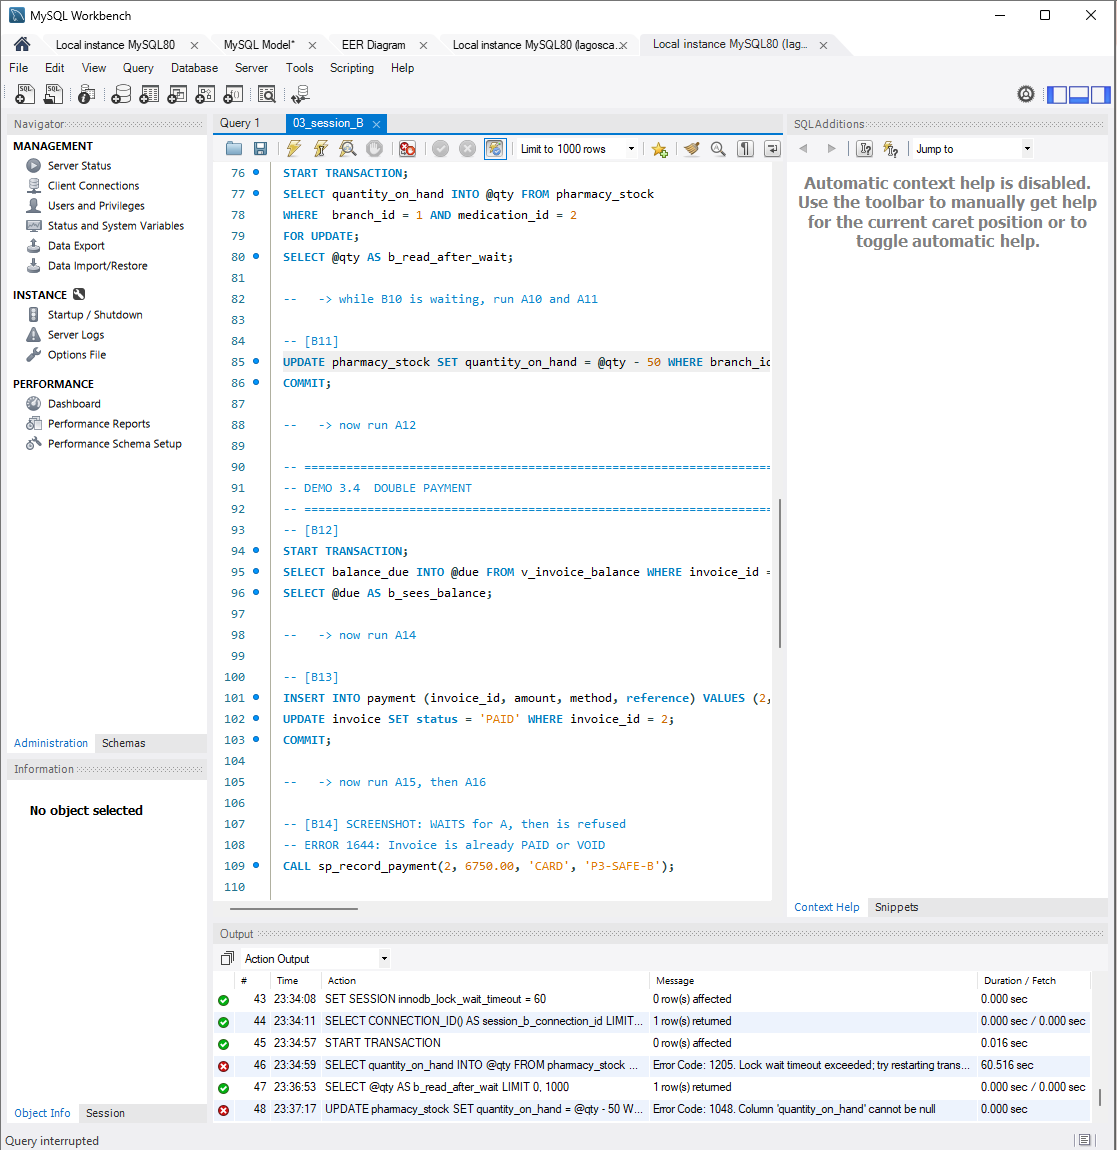 MySQL Workbench
Local instance MySQL80
MySQL Model*
EER Diagram
Local instance MySQL80 (lagosca...
Local instance MySQL80 (lag...
File Edit View Query Database Server Tools Scripting Help
Navigator
MANAGEMENT
Server Status
Client Connections
Users and Privileges
Status and System Variables
Data Export
Data Import/Restore
INSTANCE
Startup / Shutdown
Server Logs
Options File
PERFORMANCE
Dashboard
Performance Reports
Performance Schema Setup
Administration Schemas
Information
No object selected
Object Info Session
Query 1 03_session_B
Limit to 1000 rows
76 START TRANSACTION;
77 SELECT quantity_on_hand INTO @qty FROM pharmacy_stock
78 WHERE  branch_id = 1 AND medication_id = 2
79 FOR UPDATE;
80 SELECT @qty AS b_read_after_wait;
81
82 --   -> while B10 is waiting, run A10 and A11
83
84 -- [B11]
85 UPDATE pharmacy_stock SET quantity_on_hand = @qty - 50 WHERE branch_id
86 COMMIT;
87
88 --   -> now run A12
89
90 -- ===================================================================
91 -- DEMO 3.4  DOUBLE PAYMENT
92 -- ===================================================================
93 -- [B12]
94 START TRANSACTION;
95 SELECT balance_due INTO @due FROM v_invoice_balance WHERE invoice_id =
96 SELECT @due AS b_sees_balance;
97
98 --   -> now run A14
99
100 -- [B13]
101 INSERT INTO payment (invoice_id, amount, method, reference) VALUES (2,
102 UPDATE invoice SET status = 'PAID' WHERE invoice_id = 2;
103 COMMIT;
104
105 --   -> now run A15, then A16
106
107 -- [B14] SCREENSHOT: WAITS for A, then is refused
108 -- ERROR 1644: Invoice is already PAID or VOID
109 CALL sp_record_payment(2, 6750.00, 'CARD', 'P3-SAFE-B');
110
SQLAdditions
Jump to
Automatic context help is disabled.
Use the toolbar to manually get help
for the current caret position or to
toggle automatic help.
Context Help Snippets
Output
Action Output
# Time Action Message Duration / Fetch
43 23:34:08 SET SESSION innodb_lock_wait_timeout = 60 0 row(s) affected 0.000 sec
44 23:34:11 SELECT CONNECTION_ID() AS session_b_connection_id LIMIT... 1 row(s) returned 0.000 sec / 0.000 sec
45 23:34:57 START TRANSACTION 0 row(s) affected 0.016 sec
46 23:34:59 SELECT quantity_on_hand INTO @qty FROM pharmacy_stock ... Error Code: 1205. Lock wait timeout exceeded; try restarting trans... 60.516 sec
47 23:36:53 SELECT @qty AS b_read_after_wait LIMIT 0, 1000 1 row(s) returned 0.000 sec / 0.000 sec
48 23:37:17 UPDATE pharmacy_stock SET quantity_on_hand = @qty - 50 W... Error Code: 1048. Column 'quantity_on_hand' cannot be null 0.000 sec
Query interrupted